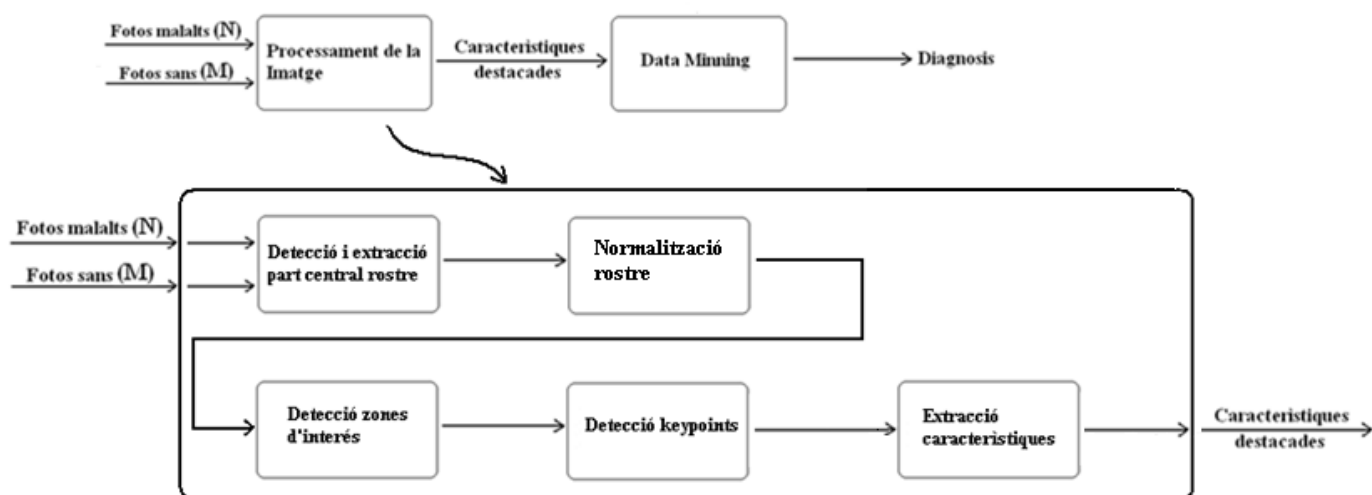 Fotos malalts (N)
Fotos sans (M)
Processament de la
Imatge
Caracteristiques
destacades
Data Minning
Diagnosis
Fotos malalts (N)
Fotos sans (M)
Detecció i extracció
part central rostre
Normalització
rostre
Detecció zones
d'interés
Detecció keypoints
Extracció
caracteristiques
Caracteristiques
destacades